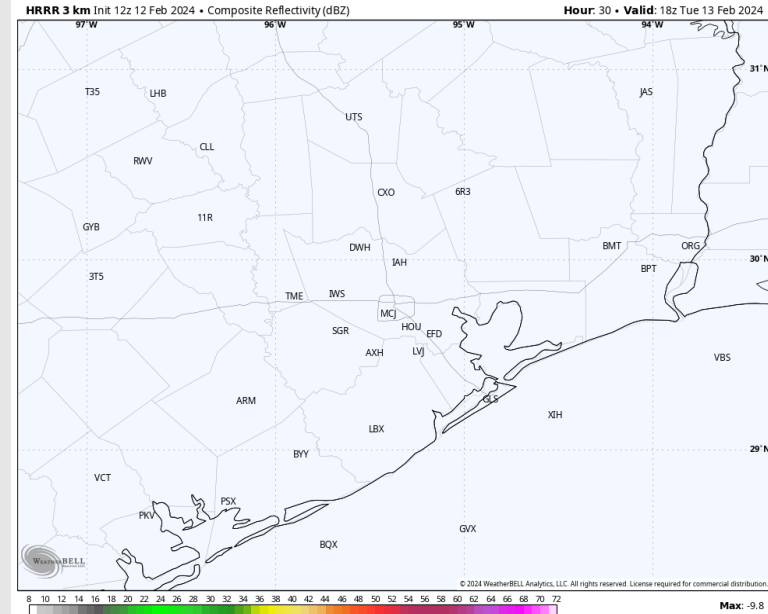 HRRR 3 km Init 12z 12 Feb 2024 • Composite Reflectivity (dBZ) Hour: 30 • Valid: 18z Tue 13 Feb 2024
97°W 96°W 95°W 94°W
31°N
T35 LHB JAS
UTS
CLL
RWV
CXO 6R3
11R
GYB
DWH BMT ORG
IAH 30°N
3T5 BPT
TME IWS
MCJ
SGR HOU EFD
AXH LVJ VBS
ARM GLS
XIH
LBX
BYY 29°N
VCT
PSX
PKV
GVX
BQX
WEATHERBELL
© 2024 WeatherBELL Analytics, LLC. All rights reserved. License required for commercial distribution.
8 10 12 14 16 18 20 22 24 26 28 30 32 34 36 38 40 42 44 46 48 50 52 54 56 58 60 62 64 66 68 70 72
Max: -9.8